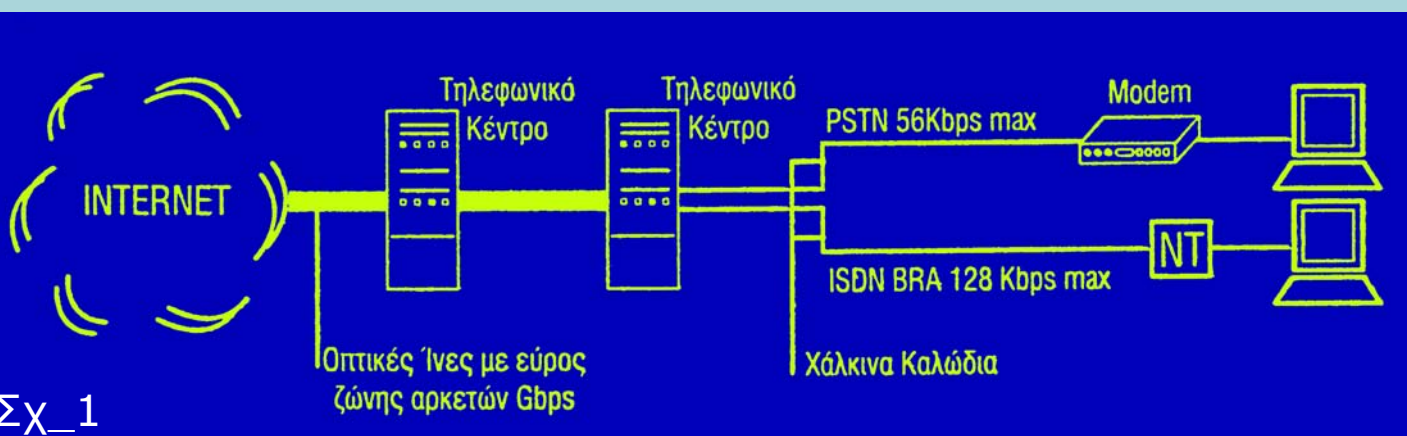 INTERNET
Τηλεφωνικό
Κέντρο
Τηλεφωνικό
Κέντρο
PSTN 56Kbps max
Modem
ISDN BRA 128 Kbps max
NT
Οπτικές Ίνες με εύρος
ζώνης αρκετών Gbps
Χάλκινα Καλώδια
Σχ_1